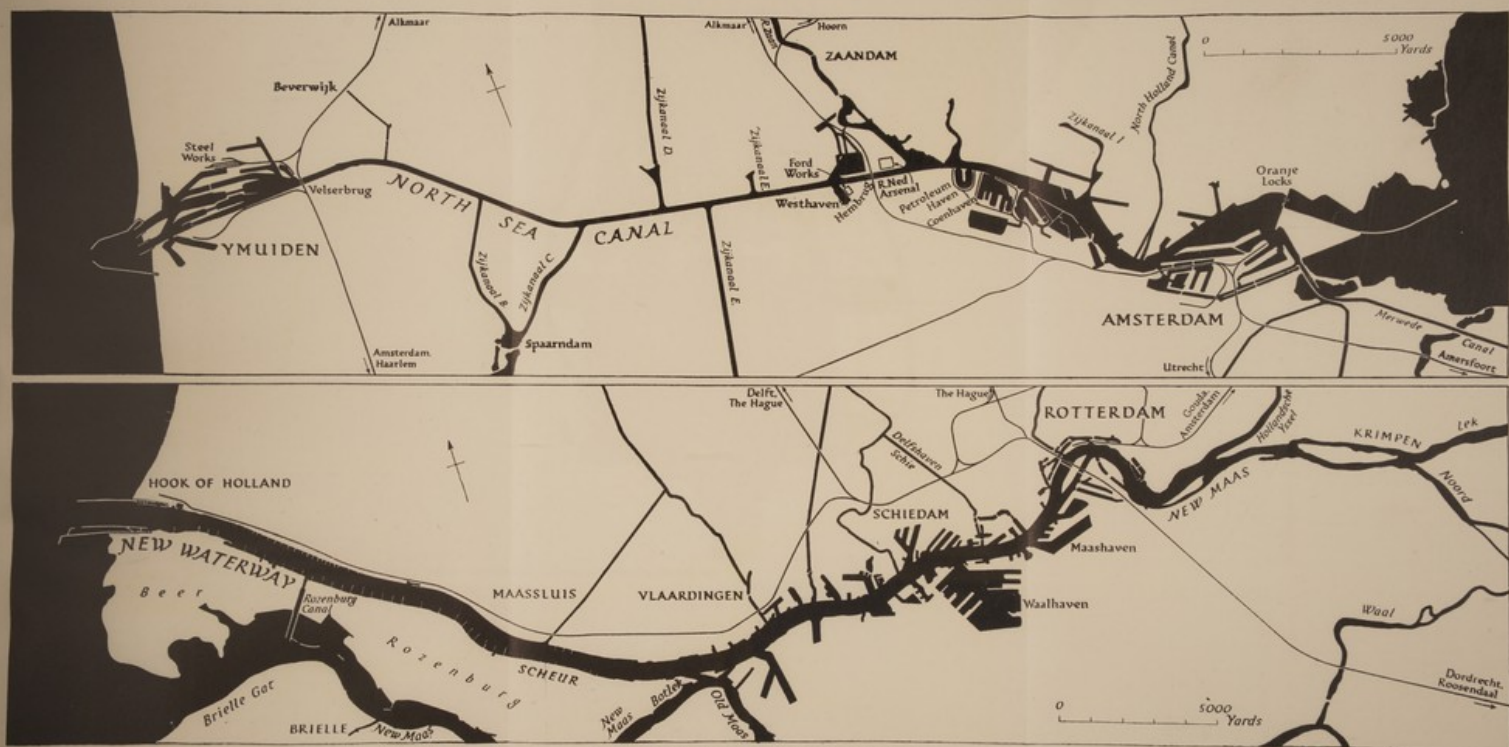 Alkmaar
Alkmaar
R. Zaan
Hoorn
ZAANDAM
0 5000
Yards
Beverwijk
Zijkanaal D.
North Holland Canal
Zijkanaal I
Steel
Works
Velserbrug
Zijkanaal E.
Ford
Works
Oranje
Locks
NORTH SEA CANAL
Westhaven
Hembrug
R. Ned
Arsenal
Petroleum
Haven
Coenhaven
YMUIDEN
Zijkanaal B.
Zijkanaal C.
Zijkanaal E.
AMSTERDAM
Merwede
Canal
Spaarndam
Amsterdam.
Haarlem
Utrecht
Amersfoort
Delft,
The Hague
The Hague
ROTTERDAM
Gouda,
Amsterdam
Hollandsche
Yssel
KRIMPEN
Lek
Delfshaven
Schie
Noord
HOOK OF HOLLAND
SCHIEDAM
NEW MAAS
NEW WATERWAY
Maashaven
Beer
Rozenburg
Canal
MAASSLUIS
VLAARDINGEN
Waalhaven
Waal
Rozenburg
SCHEUR
Brielle Gat
Botlek
Old Maas
New
Maas
Dordrecht,
Roosendaal
BRIELLE
New Maas
0 5000
Yards